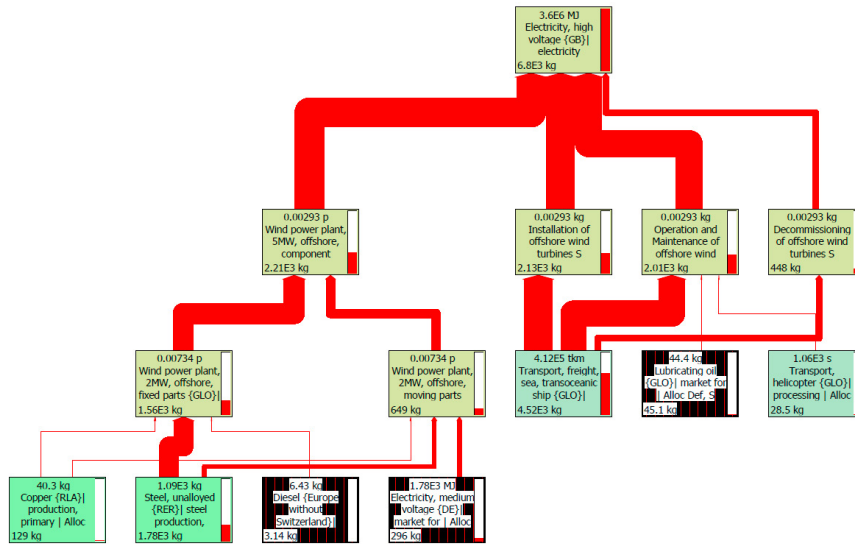 3.6E6 MJ
Electricity, high
voltage {GB}|
electricity
6.8E3 kg
0.00293 p
Wind power plant,
5MW, offshore,
component
2.21E3 kg
0.00293 kg
Installation of
offshore wind
turbines S
2.13E3 kg
0.00293 kg
Operation and
Maintenance of
offshore wind
2.01E3 kg
0.00293 kg
Decommissioning
of offshore wind
turbines S
448 kg
0.00734 p
Wind power plant,
2MW, offshore,
fixed parts {GLO}|
1.56E3 kg
0.00734 p
Wind power plant,
2MW, offshore,
moving parts
649 kg
4.12E5 tkm
Transport, freight,
sea, transoceanic
ship {GLO}|
4.52E3 kg
44.4 kg
Lubricating oil
{GLO}| market for
| Alloc Def, S
45.1 kg
1.06E3 s
Transport,
helicopter {GLO}|
processing | Alloc
28.5 kg
40.3 kg
Copper {RLA}|
production,
primary | Alloc
129 kg
1.09E3 kg
Steel, unalloyed
{RER}| steel
production,
1.78E3 kg
6.43 kg
Diesel {Europe
without
Switzerland}|
3.14 kg
1.78E3 MJ
Electricity, medium
voltage {DE}|
market for | Alloc
296 kg